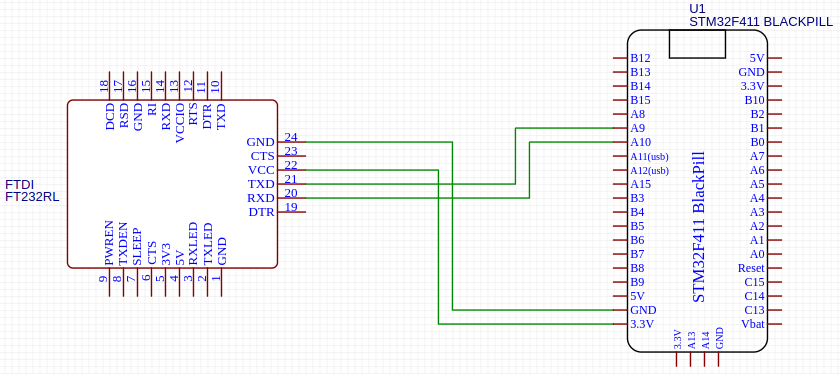 U1
STM32F411 BLACKPILL
FTDI
FT232RL
18 17 16 15 14 13 12 11 10
DCD RSD GND RI RXD VCCIO RTS DTR TXD
GND 24
CTS 23
VCC 22
TXD 21
RXD 20
DTR 19
PWREN TXDEN SLEEP CTS 3V3 5V RXLED TXLED GND
9 8 7 6 5 4 3 2 1
B12 5V
B13 GND
B14 3.3V
B15 B10
A8 B2
A9 B1
A10 B0
A11(usb) A7
A12(usb) A6
A15 A5
B3 A4
B4 A3
B5 A2
B6 A1
B7 A0
B8 Reset
B9 C15
5V C14
GND C13
3.3V Vbat
STM32F411 BlackPill
3.3V A13 A14 GND